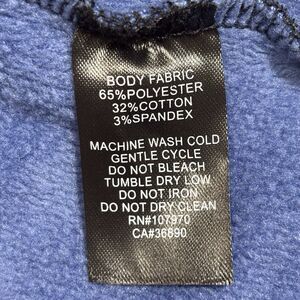 BODY FABRIC
65%POLYESTER
32%COTTON
3%SPANDEX
MACHINE WASH COLD
GENTLE CYCLE
DO NOT BLEACH
TUMBLE DRY LOW
DO NOT IRON
DO NOT DRY CLEAN
RN#107970
CA#36890